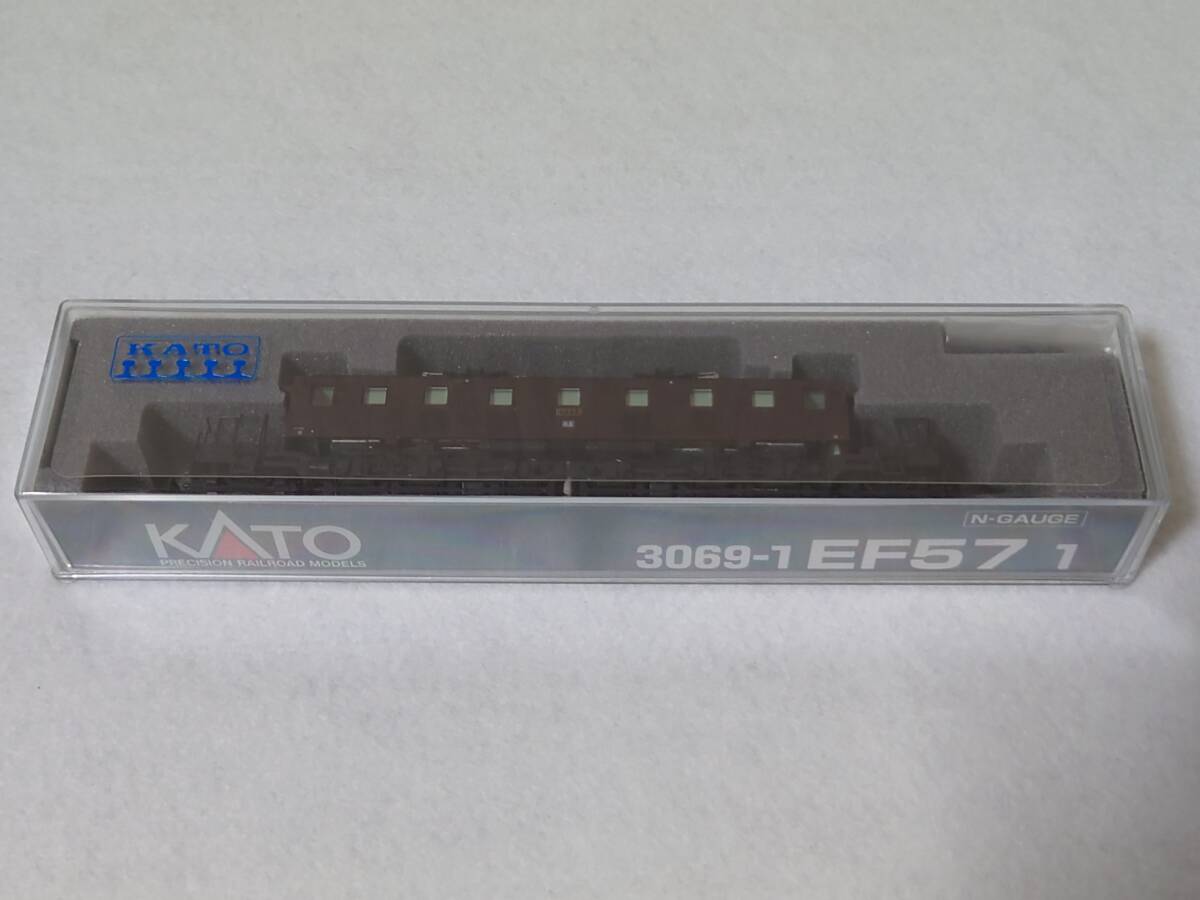 KATO
N-GAUGE
KATO
PRECISION RAILROAD MODELS
3069-1 EF57 1